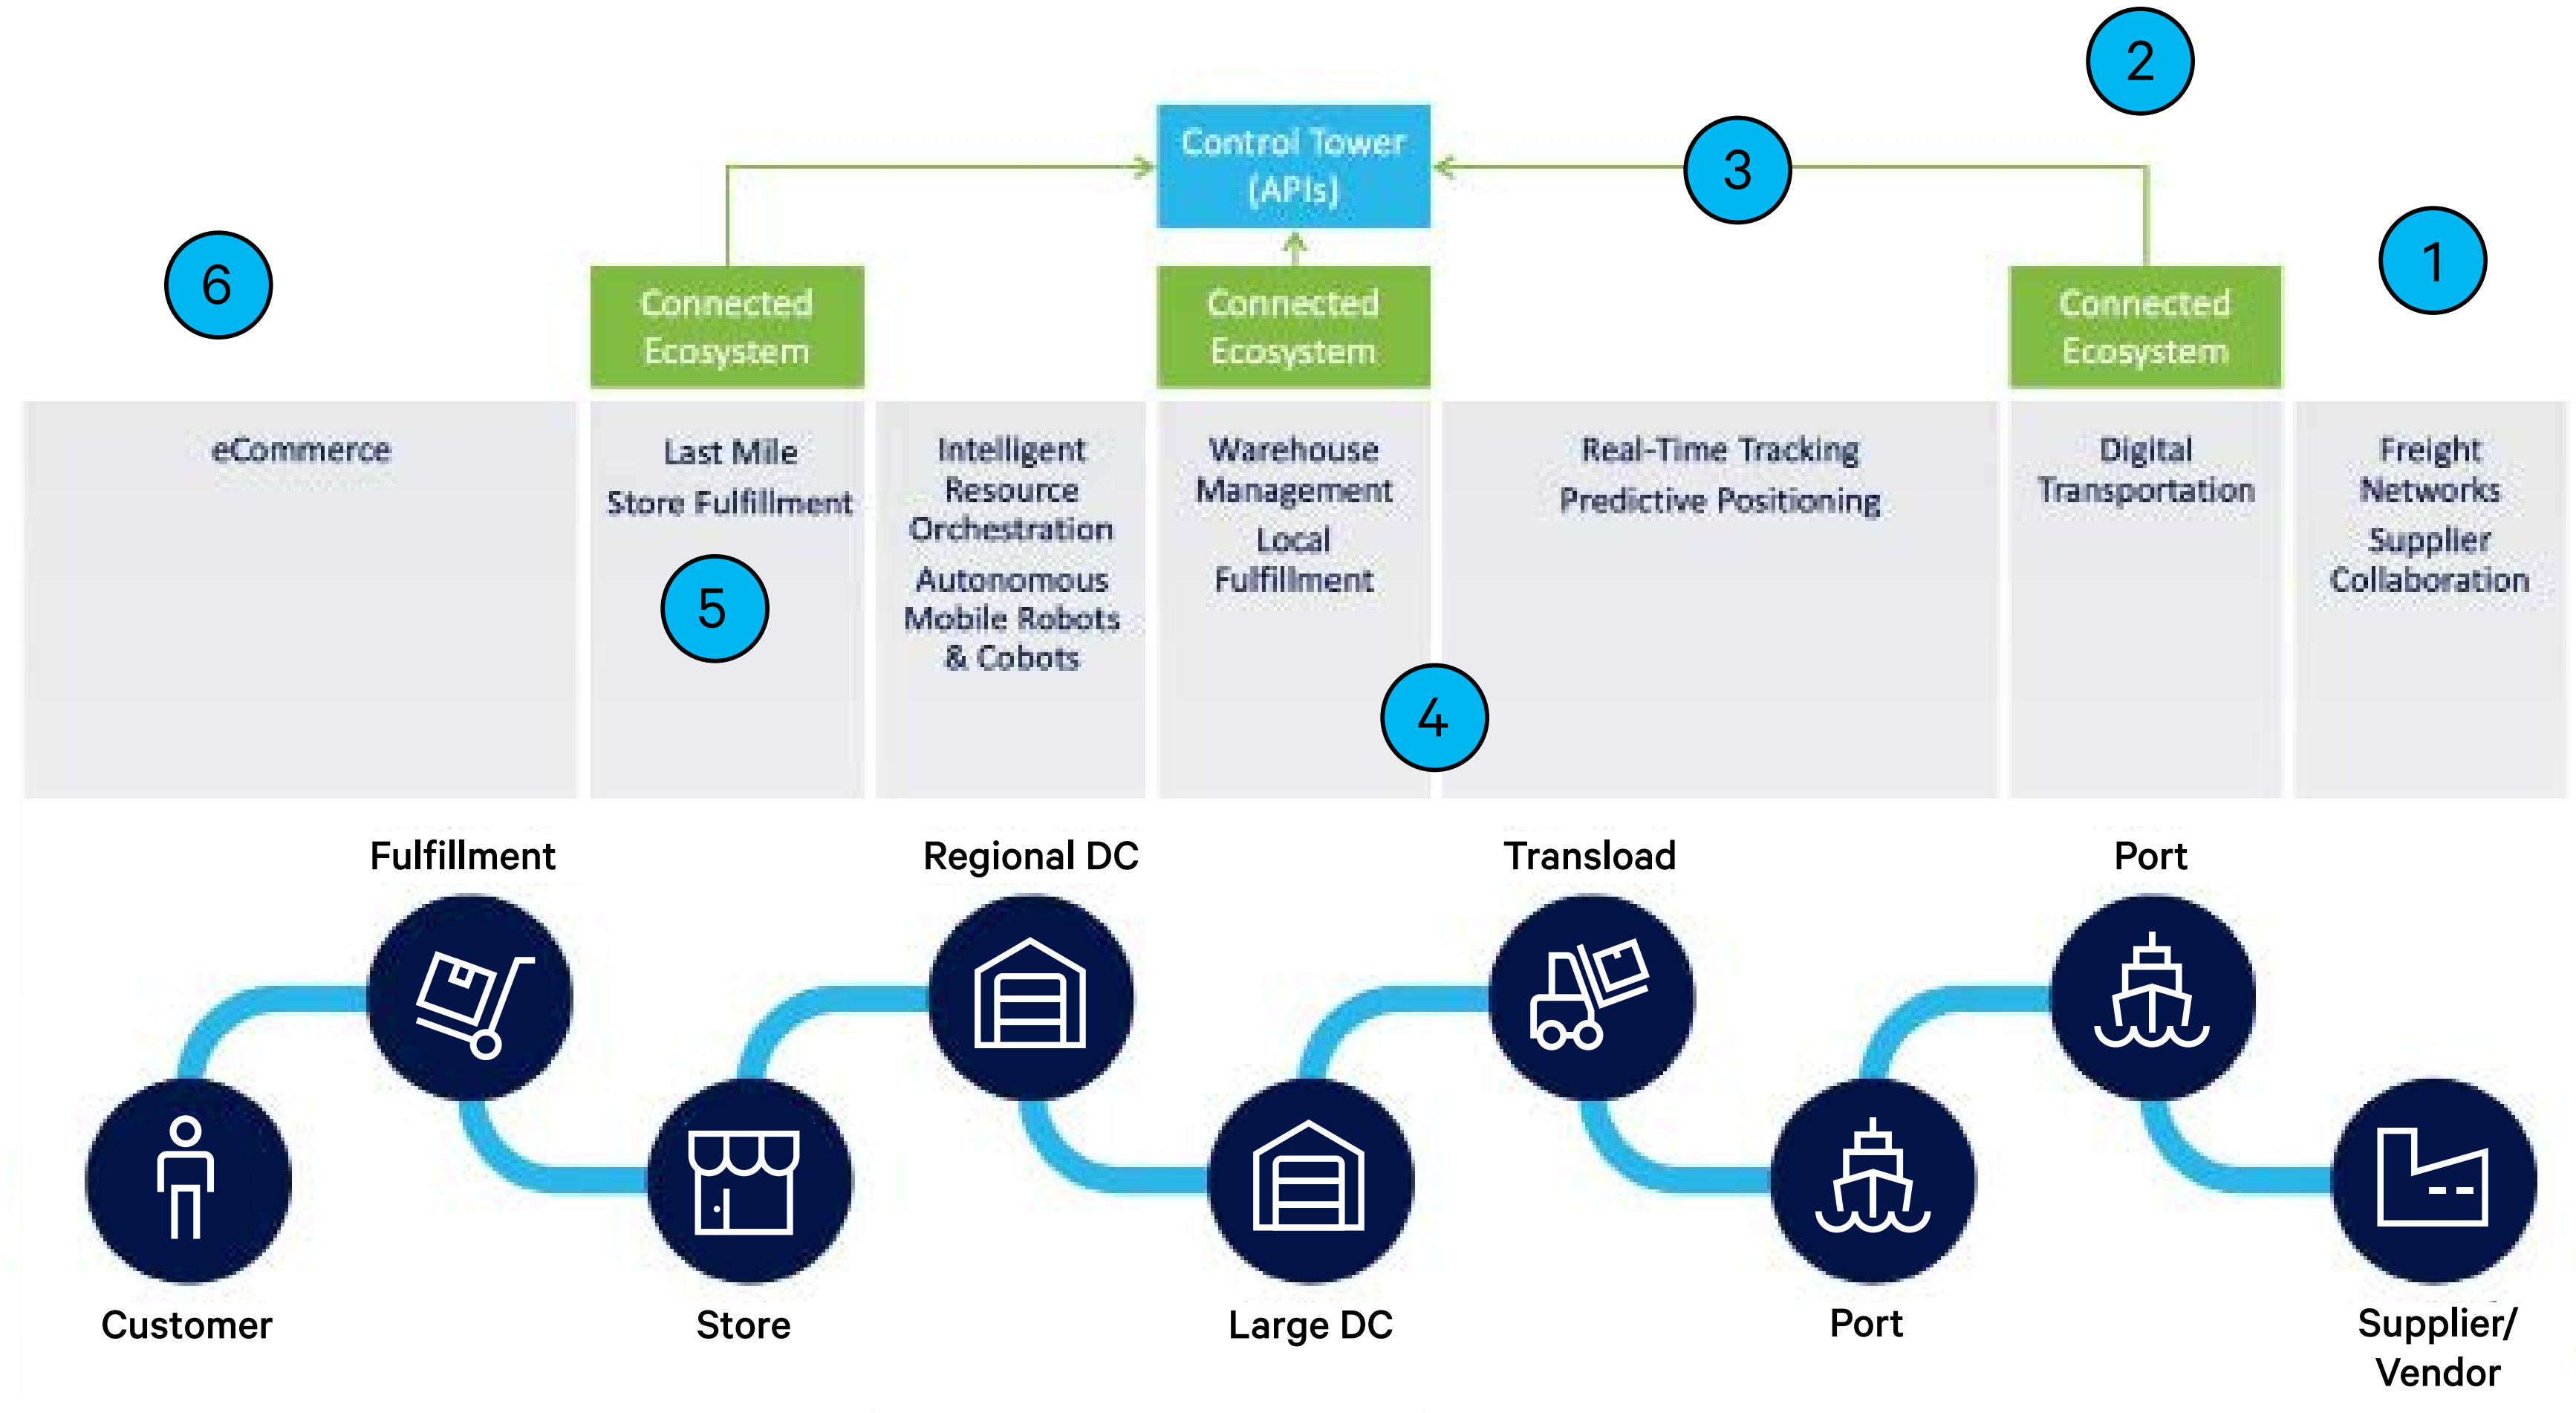 2
Control Tower
(APIs)
3
1
6
Connected
Ecosystem
Connected
Ecosystem
Connected
Ecosystem
eCommerce
Last Mile
Store Fulfillment
5
Intelligent
Resource
Orchestration
Autonomous
Mobile Robots
& Cobots
Warehouse
Management
Local
Fulfillment
4
Real-Time Tracking
Predictive Positioning
Digital
Transportation
Freight
Networks
Supplier
Collaboration
Fulfillment
Regional DC
Transload
Port
Customer
Store
Large DC
Port
Supplier/
Vendor